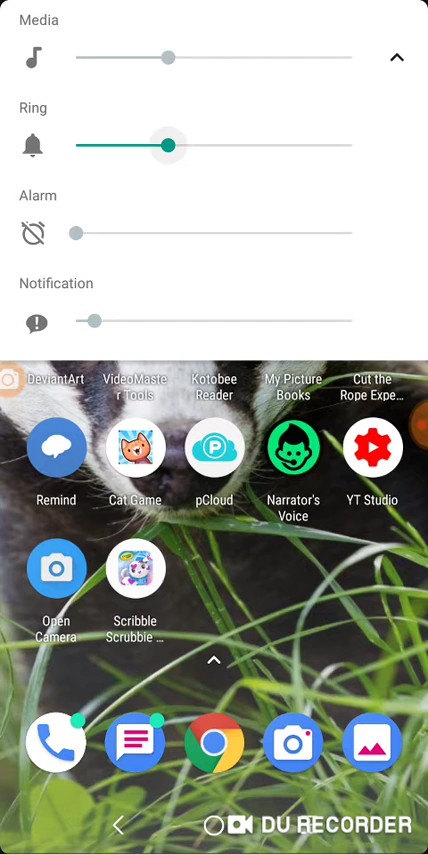 Media
Ring
Alarm
Notification
DeviantArt
VideoMaste
r Tools
Kotobee
Reader
My Picture
Books
Cut the
Rope Expe...
Remind
Cat Game
P
pCloud
Narrator's
Voice
YT Studio
Open
Camera
Scribble
Scrubbie ...
DU RECORDER